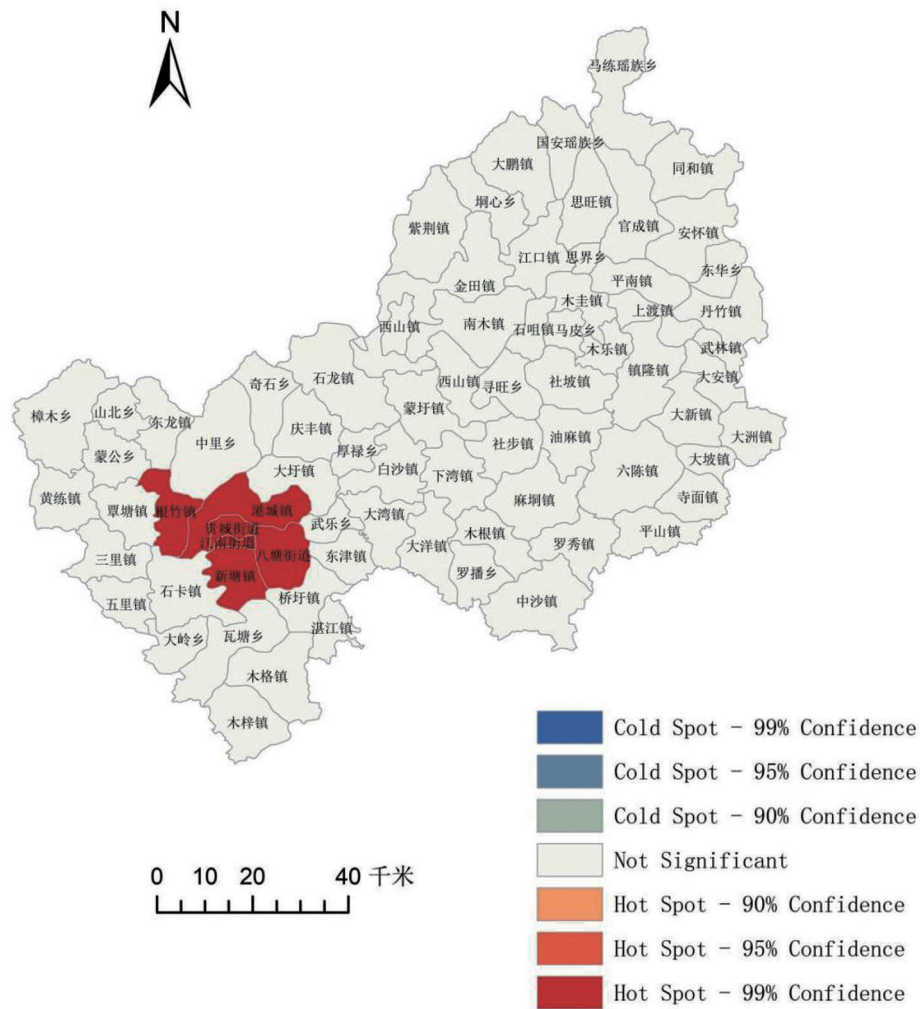 N
马练瑶族乡
国安瑶族乡
大鹏镇
同和镇
垌心乡
思旺镇
紫荆镇
官成镇
安怀镇
江口镇
思界乡
东华乡
金田镇
平南镇
木圭镇
上渡镇
丹竹镇
西山镇
南木镇
石咀镇
马皮乡
木乐镇
武林镇
奇石乡
石龙镇
西山镇
寻旺乡
社坡镇
镇隆镇
大安镇
樟木乡
山北乡
东龙镇
庆丰镇
蒙圩镇
大新镇
大洲镇
中里乡
社步镇
油麻镇
蒙公乡
厚禄乡
大坡镇
黄练镇
大圩镇
白沙镇
下湾镇
六陈镇
覃塘镇
根竹镇
港城镇
麻垌镇
寺面镇
贵城街道
武乐乡
大湾镇
江南街道
木根镇
平山镇
三里镇
八塘街道
东津镇
大洋镇
罗秀镇
新塘镇
罗播乡
五里镇
石卡镇
桥圩镇
中沙镇
大岭乡
瓦塘乡
湛江镇
木格镇
木梓镇
Cold Spot - 99% Confidence
Cold Spot - 95% Confidence
Cold Spot - 90% Confidence
Not Significant
Hot Spot - 90% Confidence
Hot Spot - 95% Confidence
Hot Spot - 99% Confidence
0 10 20 40 千米